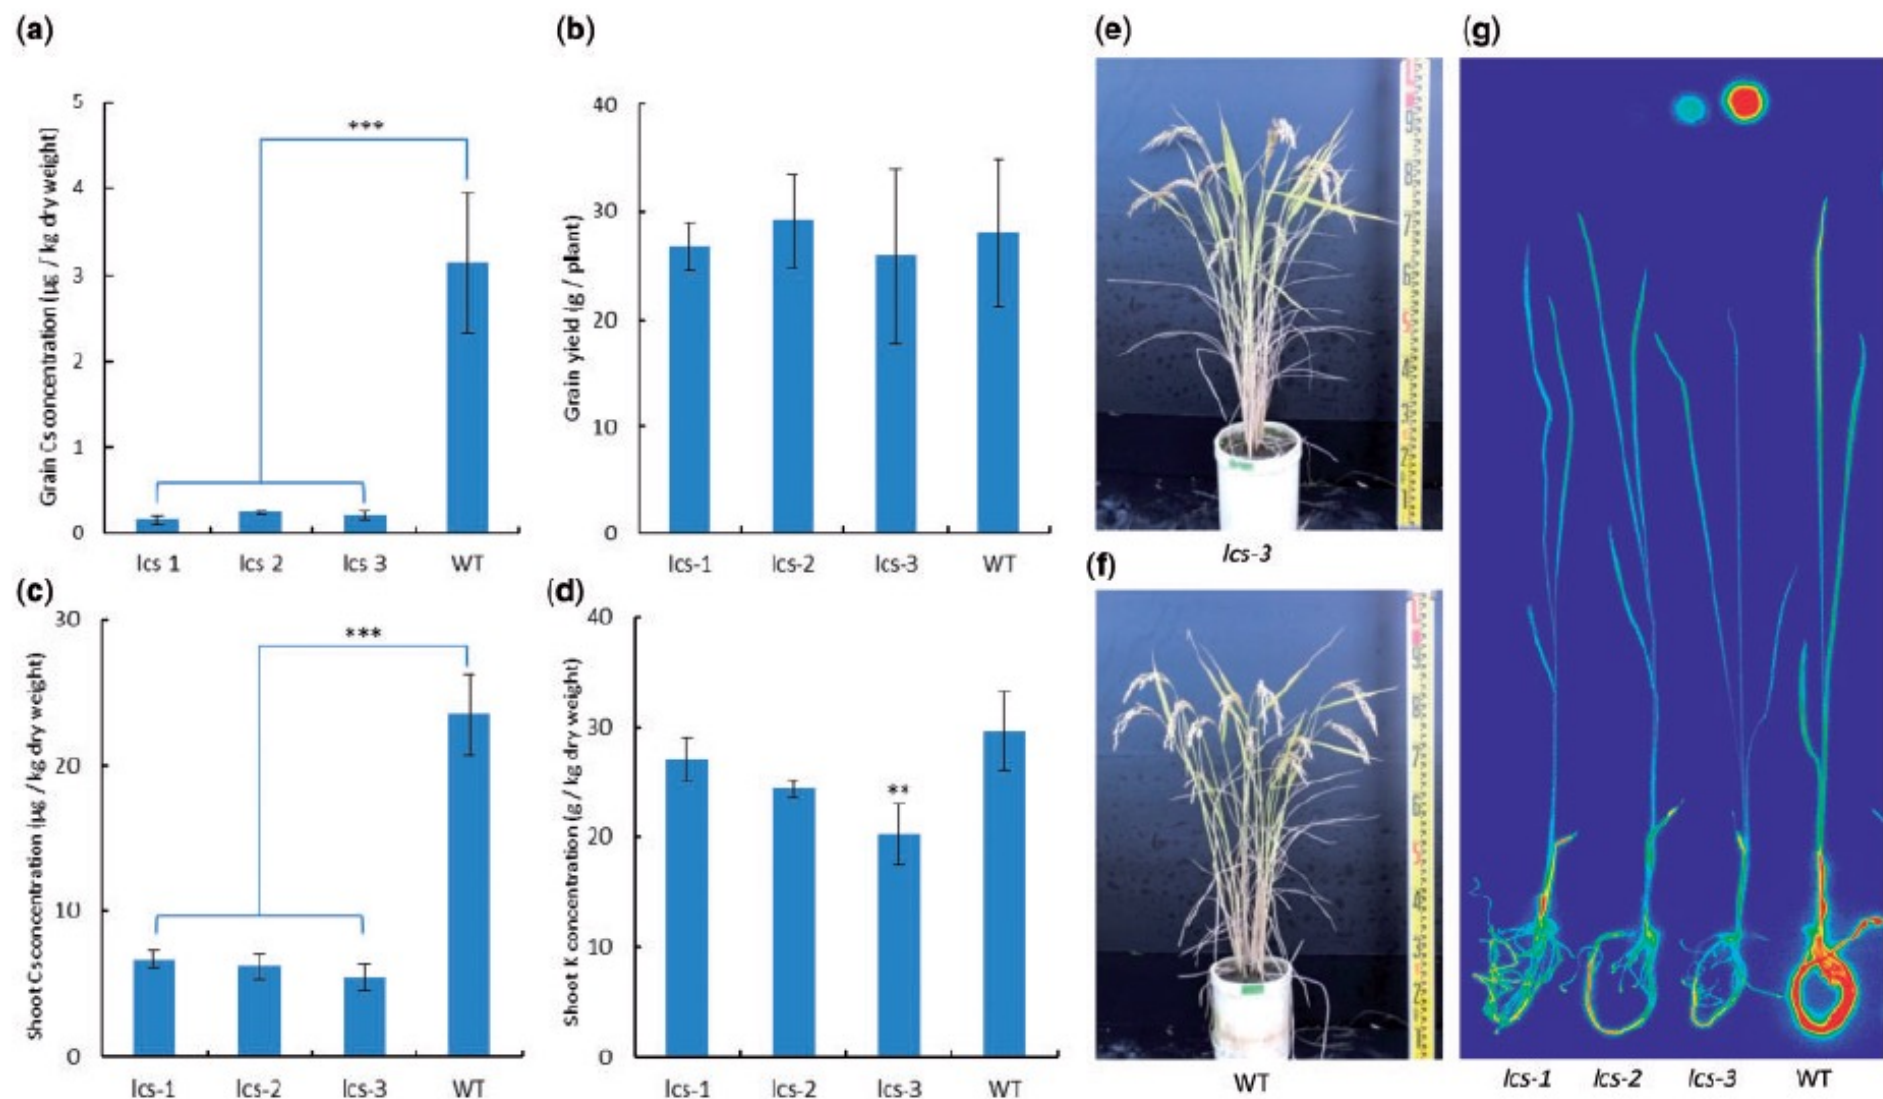 (a)
Grain Cs concentration (µg / kg dry weight)
5
4
3
2
1
0
***
lcs 1 lcs 2 lcs 3 WT
(b)
Grain yield (g / plant)
40
30
20
10
0
lcs-1 lcs-2 lcs-3 WT
(c)
Shoot Cs concentration (µg / kg dry weight)
30
20
10
0
***
lcs-1 lcs-2 lcs-3 WT
(d)
Shoot K concentration (g / kg dry weight)
40
30
20
10
0
**
lcs-1 lcs-2 lcs-3 WT
(e)
lcs-3
(f)
WT
(g)
lcs-1 lcs-2 lcs-3 WT